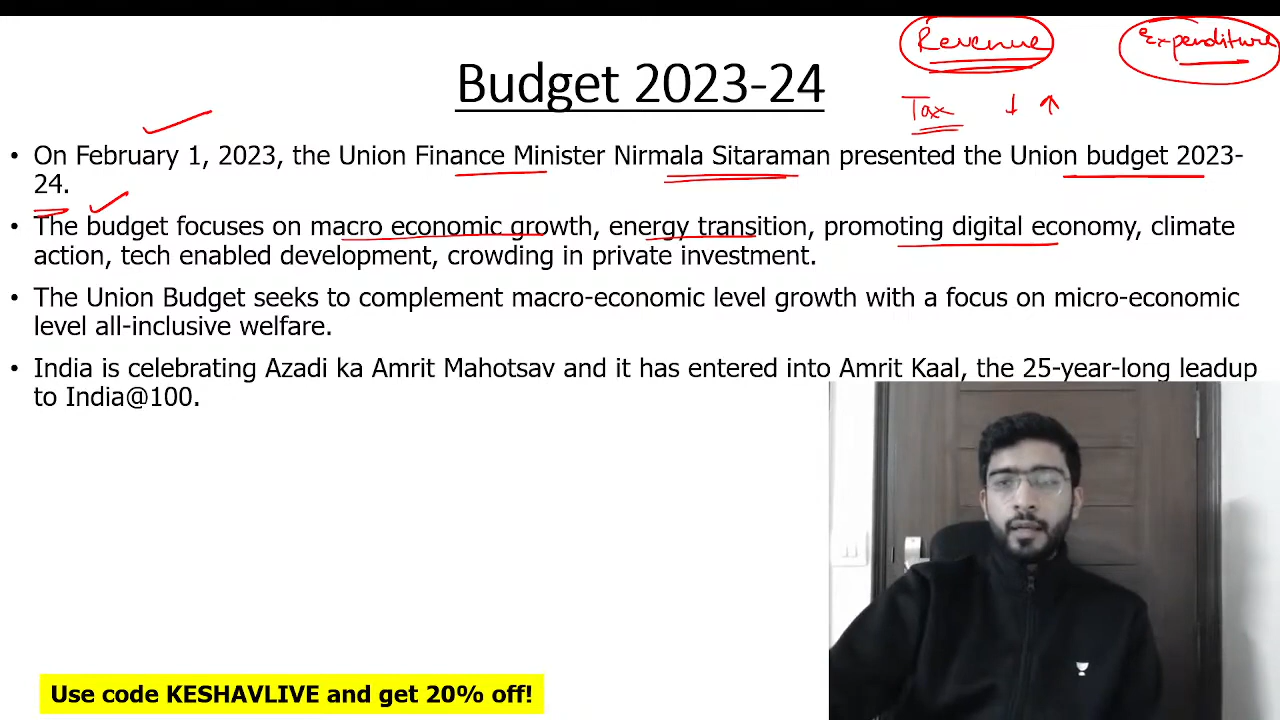 Revenue Expenditure
Budget 2023-24
Tax ↓ ↑
• On February 1, 2023, the Union Finance Minister Nirmala Sitaraman presented the Union budget 2023-
24.
• The budget focuses on macro economic growth, energy transition, promoting digital economy, climate
action, tech enabled development, crowding in private investment.
• The Union Budget seeks to complement macro-economic level growth with a focus on micro-economic
level all-inclusive welfare.
• India is celebrating Azadi ka Amrit Mahotsav and it has entered into Amrit Kaal, the 25-year-long leadup
to India@100.
Use code KESHAVLIVE and get 20% off!